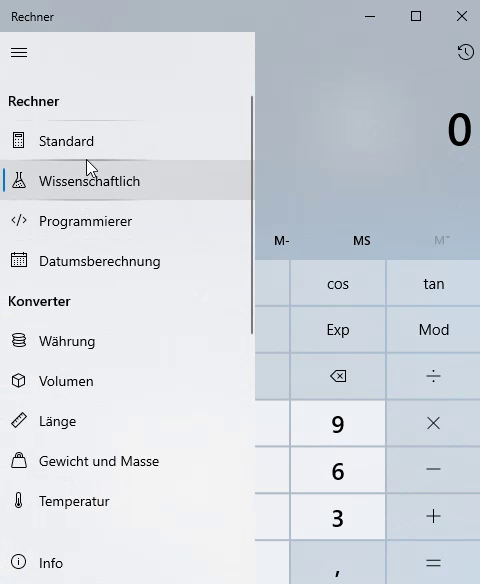 Rechner
Rechner
0
Standard
Wissenschaftlich
Programmierer
M- MS M˅
Datumsberechnung
cos tan
Konverter
Exp Mod
Währung
Volumen
÷
Länge
9 ×
Gewicht und Masse
6 −
Temperatur
3 +
Info
, =